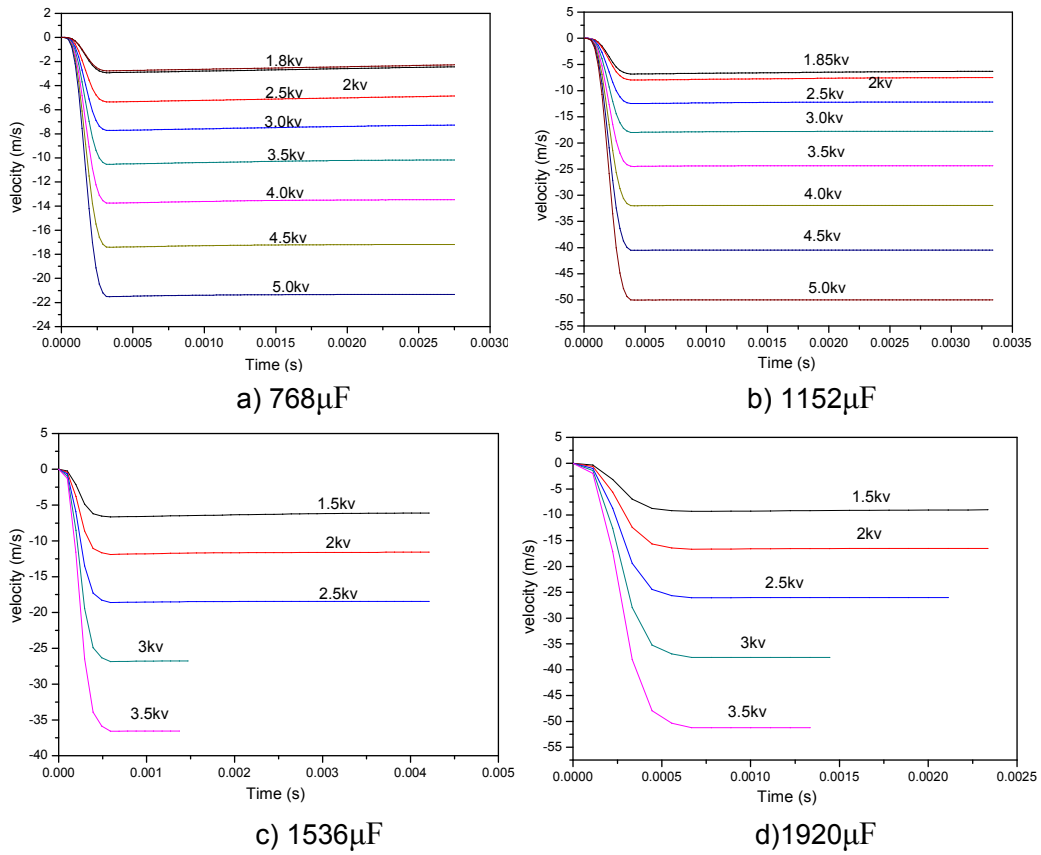 2
0
-2
-4
-6
-8
-10
-12
-14
-16
-18
-20
-22
-24
velocity (m/s)
1.8kv
2kv
2.5kv
3.0kv
3.5kv
4.0kv
4.5kv
5.0kv
0.0000 0.0005 0.0010 0.0015 0.0020 0.0025 0.0030
Time (s)
a) 768μF
5
0
-5
-10
-15
-20
-25
-30
-35
-40
-45
-50
-55
velocity (m/s)
1.85kv
2kv
2.5kv
3.0kv
3.5kv
4.0kv
4.5kv
5.0kv
0.0000 0.0005 0.0010 0.0015 0.0020 0.0025 0.0030 0.0035
Time (s)
b) 1152μF
5
0
-5
-10
-15
-20
-25
-30
-35
-40
velocity (m/s)
1.5kv
2kv
2.5kv
3kv
3.5kv
0.000 0.001 0.002 0.003 0.004 0.005
Time (s)
c) 1536μF
5
0
-5
-10
-15
-20
-25
-30
-35
-40
-45
-50
-55
velocity (m/s)
1.5kv
2kv
2.5kv
3kv
3.5kv
0.0000 0.0005 0.0010 0.0015 0.0020 0.0025
Time (s)
d)1920μF